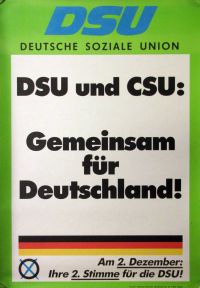 DSU
DEUTSCHE SOZIALE UNION
DSU und CSU:
Gemeinsam
für
Deutschland!
Am 2. Dezember:
Ihre 2. Stimme für die DSU!